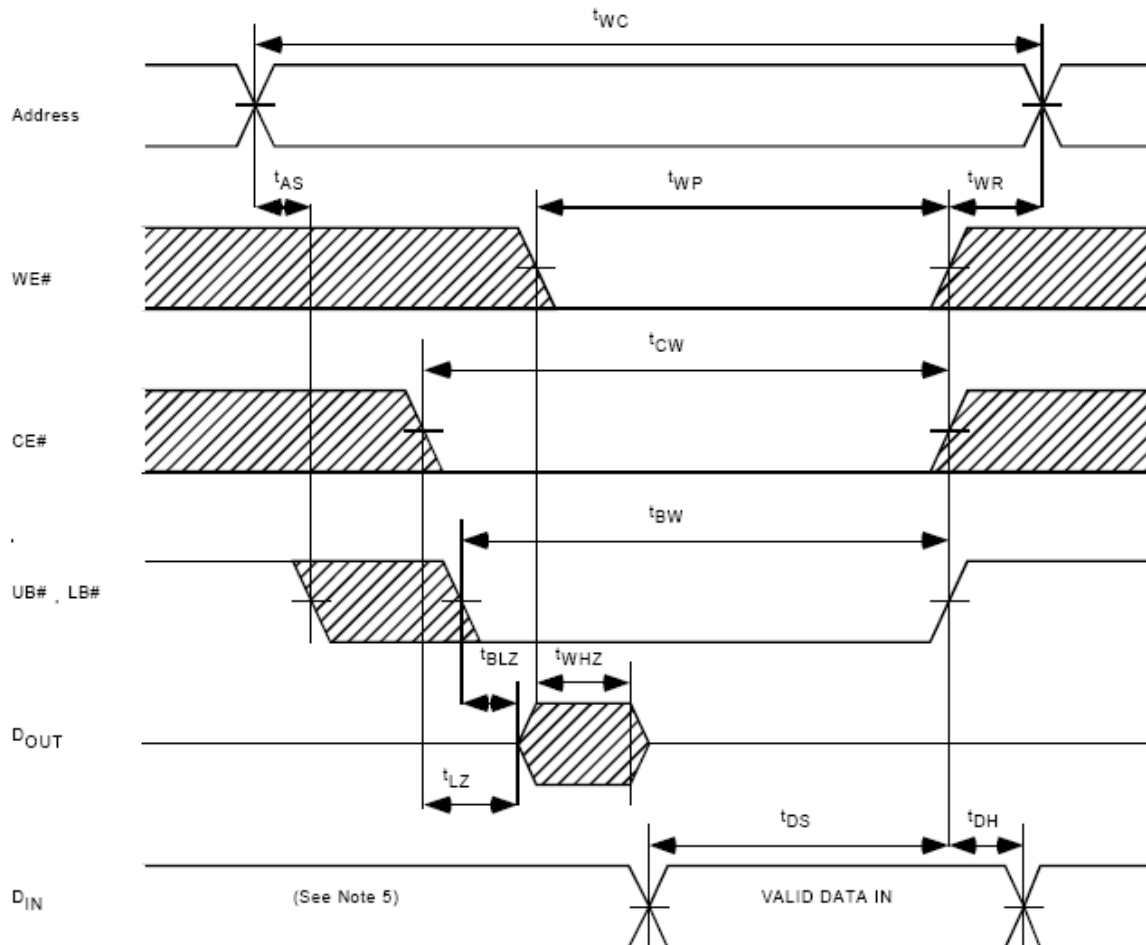 tWC
Address
tAS
tWP
tWR
WE#
tCW
CE#
tBW
UB# , LB#
tBLZ
tWHZ
DOUT
tLZ
tDS
tDH
DIN
(See Note 5)
VALID DATA IN